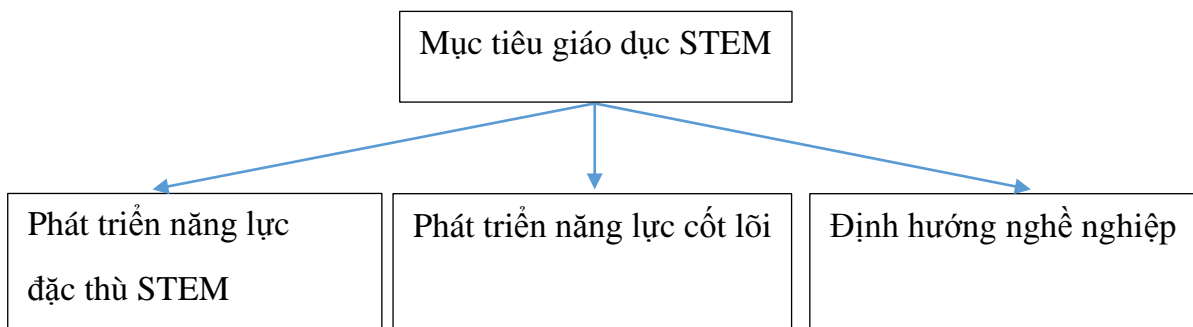 Mục tiêu giáo dục STEM
Phát triển năng lực
đặc thù STEM
Phát triển năng lực cốt lõi
Định hướng nghề nghiệp